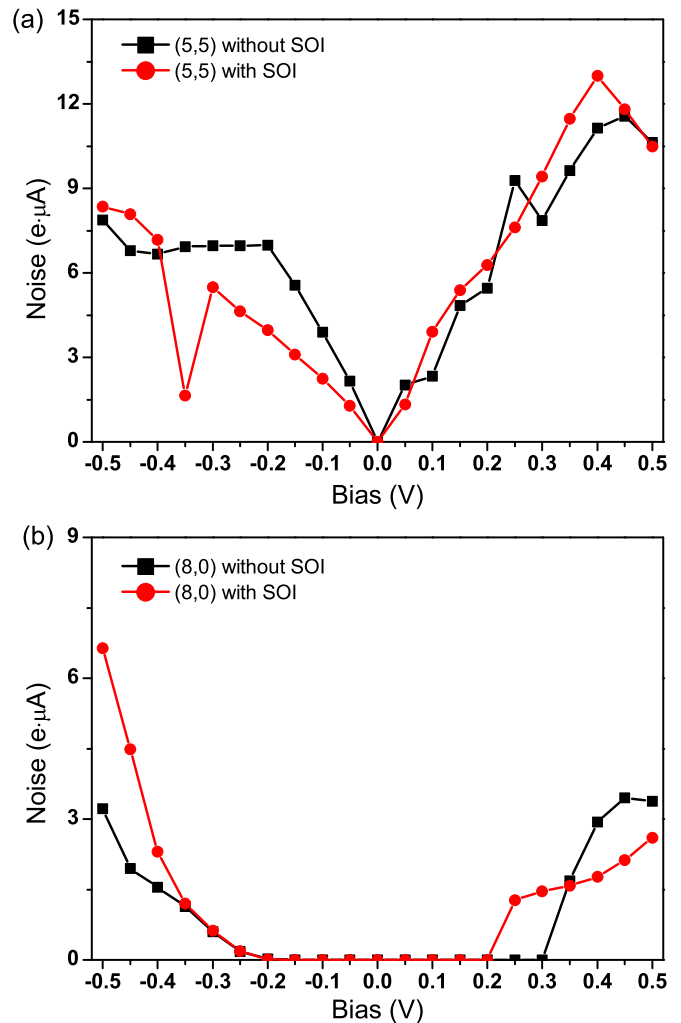 (a)
15
(5,5) without SOI
(5,5) with SOI
12
9
6
3
0
Noise (e·μA)
-0.5 -0.4 -0.3 -0.2 -0.1 0.0 0.1 0.2 0.3 0.4 0.5
Bias (V)
(b)
9
(8,0) without SOI
(8,0) with SOI
6
3
0
Noise (e·μA)
-0.5 -0.4 -0.3 -0.2 -0.1 0.0 0.1 0.2 0.3 0.4 0.5
Bias (V)